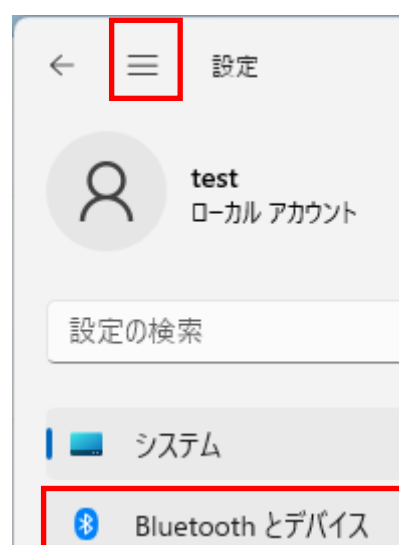 設定
test
ローカル アカウント
設定の検索
システム
Bluetooth とデバイス